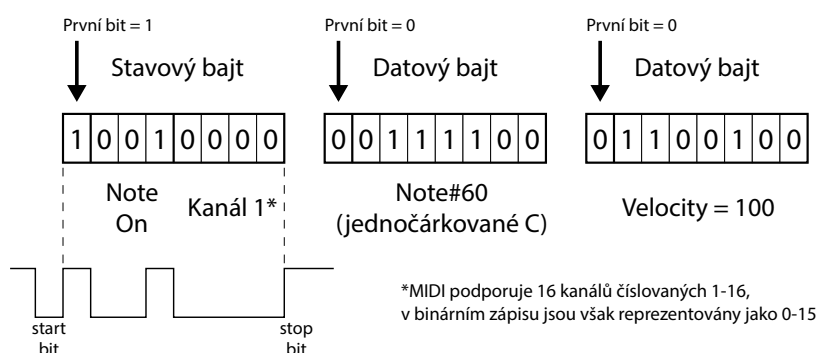 První bit = 1
První bit = 0
První bit = 0
Stavový bajt
Datový bajt
Datový bajt
1 0 0 1 0 0 0 0
0 0 1 1 1 1 0 0
0 1 1 0 0 1 0 0
Note
On
Kanál 1*
Note#60
(jednočárkované C)
Velocity = 100
start
bit
stop
bit
*MIDI podporuje 16 kanálů číslovaných 1-16,
v binárním zápisu jsou však reprezentovány jako 0-15